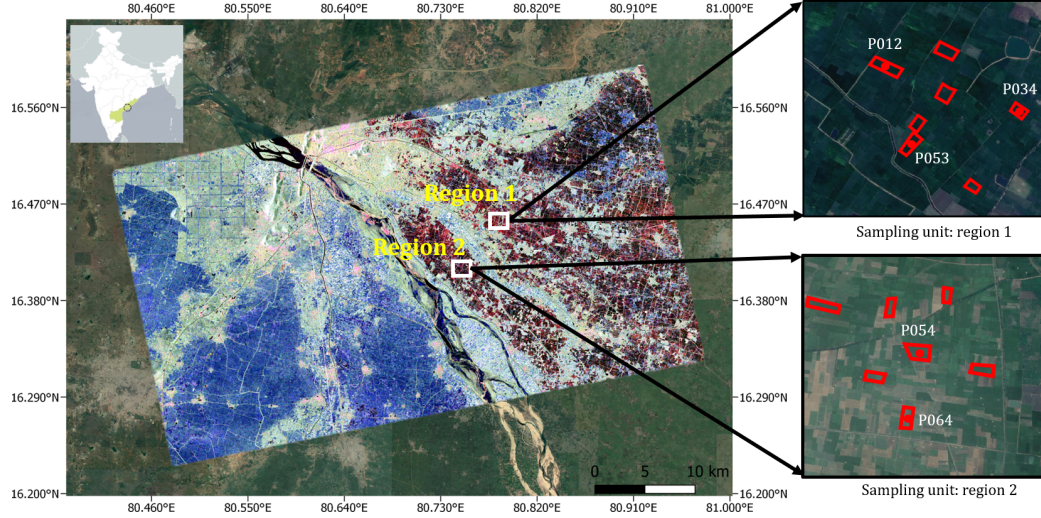 80.460°E 80.550°E 80.640°E 80.730°E 80.820°E 80.910°E 81.000°E
16.560°N
16.560°N
16.470°N
16.470°N
16.380°N
16.380°N
16.290°N
16.290°N
16.200°N
16.200°N
Region 1
Region 2
0 5 10 km
80.460°E 80.550°E 80.640°E 80.730°E 80.820°E 80.910°E 81.000°E
P012
P034
P053
Sampling unit: region 1
P054
P064
Sampling unit: region 2